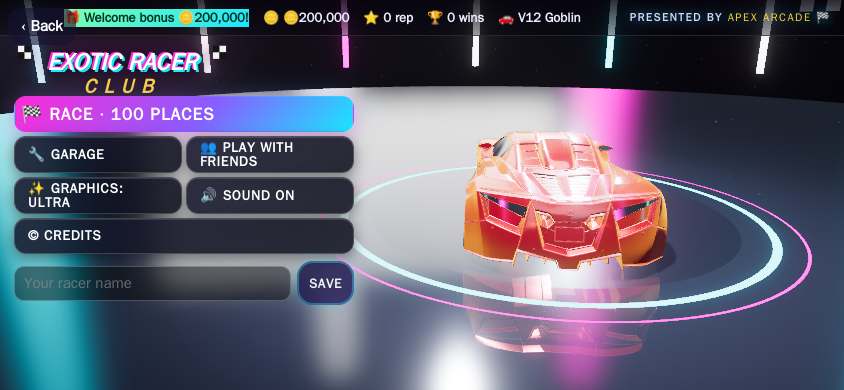 ‹ Back
Welcome bonus 200,000!
200,000
0 rep
0 wins
V12 Goblin
PRESENTED BY APEX ARCADE
EXOTIC RACER
CLUB
RACE · 100 PLACES
GARAGE
PLAY WITH
FRIENDS
GRAPHICS:
ULTRA
SOUND ON
© CREDITS
Your racer name
SAVE